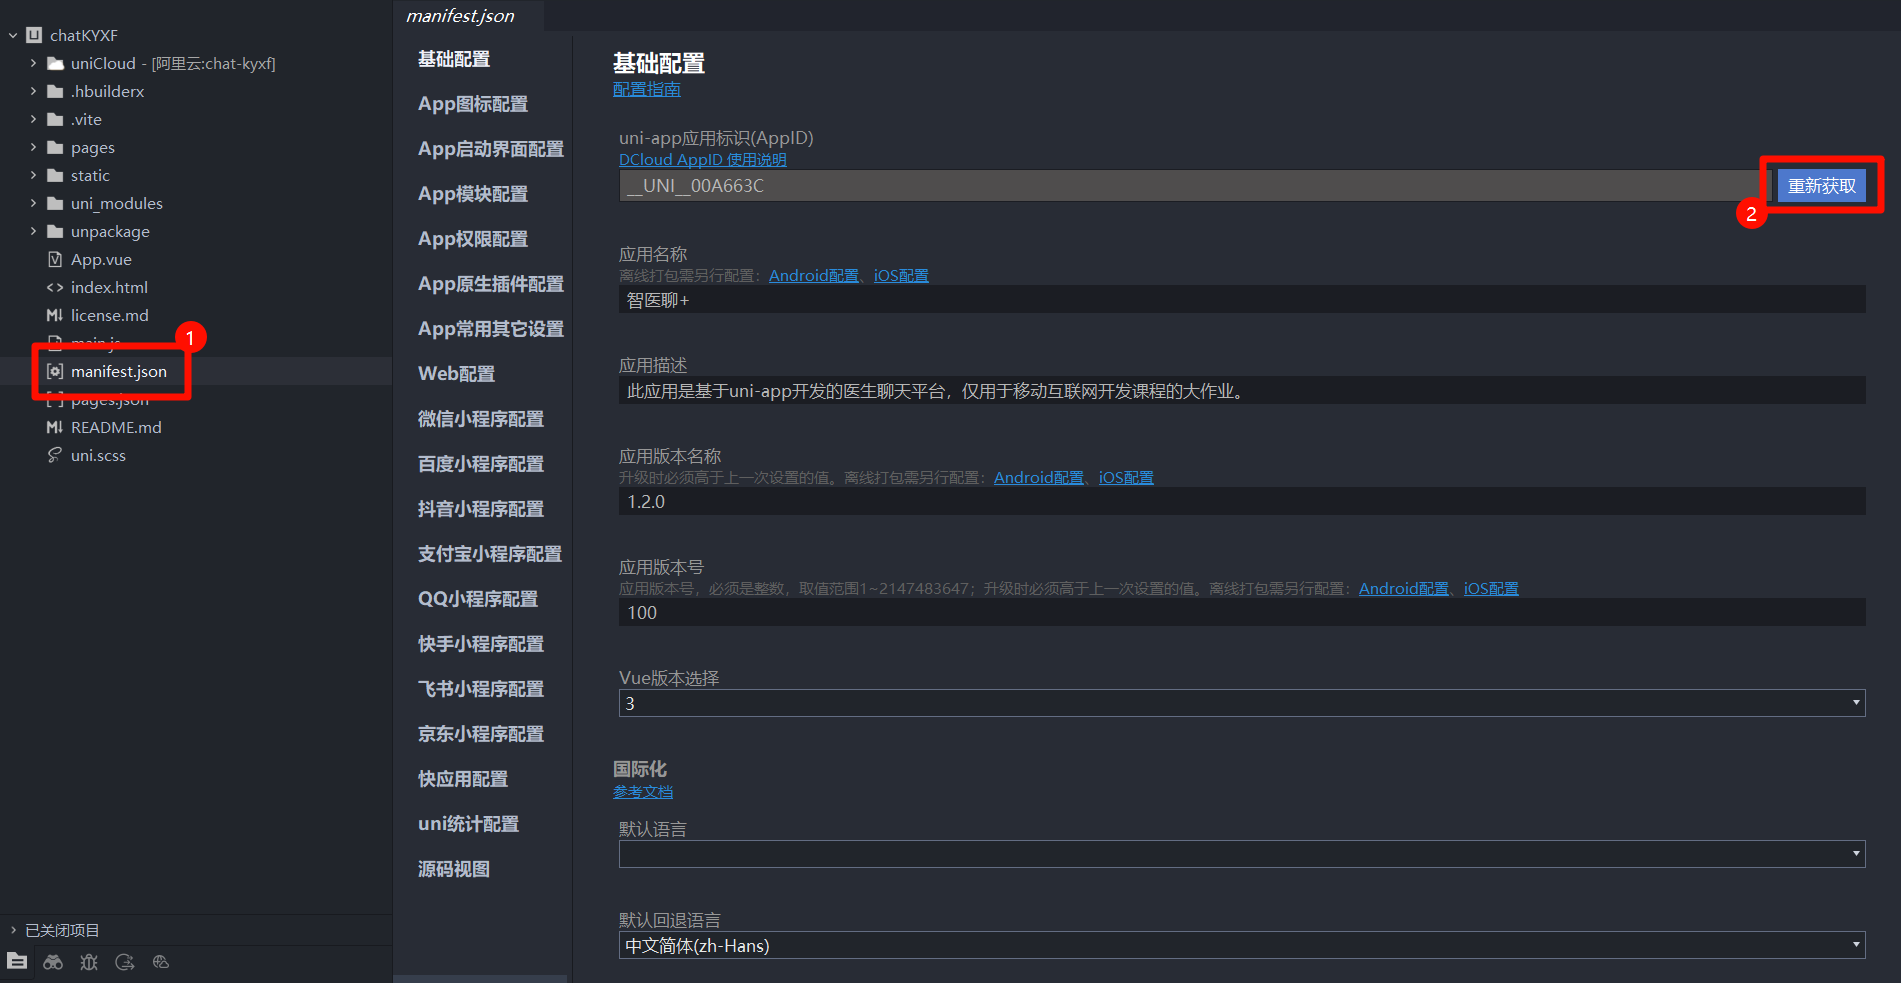 manifest.json
chatKYXF
uniCloud - [阿里云:chat-kyxf]
.hbuilderx
.vite
pages
static
uni_modules
unpackage
App.vue
index.html
license.md
main.js
1
manifest.json
pages.json
README.md
uni.scss
已关闭项目
基础配置
App图标配置
App启动界面配置
App模块配置
App权限配置
App原生插件配置
App常用其它设置
Web配置
微信小程序配置
百度小程序配置
抖音小程序配置
支付宝小程序配置
QQ小程序配置
快手小程序配置
飞书小程序配置
京东小程序配置
快应用配置
uni统计配置
源码视图
基础配置
配置指南
uni-app应用标识(AppID)
DCloud AppID 使用说明
__UNI__00A663C
重新获取
2
应用名称
离线打包需另行配置：Android配置、iOS配置
智医聊+
应用描述
此应用是基于uni-app开发的医生聊天平台，仅用于移动互联网开发课程的大作业。
应用版本名称
升级时必须高于上一次设置的值。离线打包需另行配置：Android配置、iOS配置
1.2.0
应用版本号
应用版本号，必须是整数，取值范围1~2147483647；升级时必须高于上一次设置的值。离线打包需另行配置：Android配置、iOS配置
100
Vue版本选择
3
国际化
参考文档
默认语言
默认回退语言
中文简体(zh-Hans)